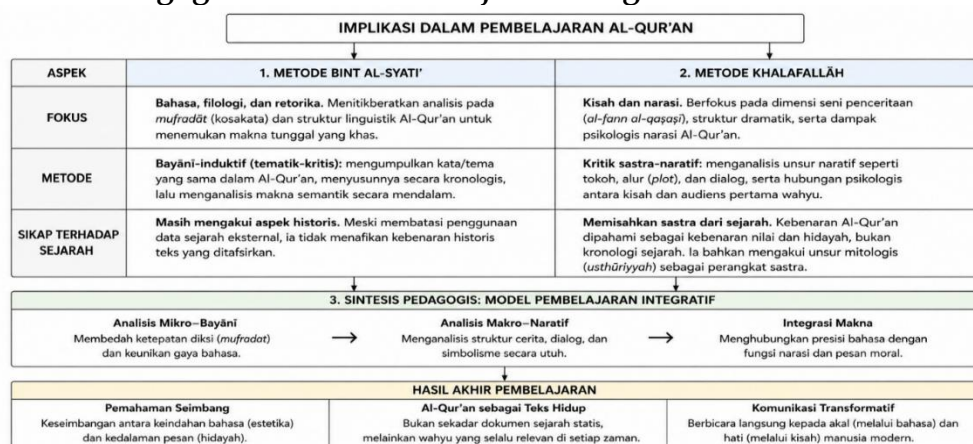 IMPLIKASI DALAM PEMBELAJARAN AL-QUR'AN
ASPEK
1. METODE BINT AL-SYATI'
2. METODE KHALAFALLĀH
FOKUS
Bahasa, filologi, dan retorika. Menitikberatkan analisis pada
mufradāt (kosakata) dan struktur linguistik Al-Qur'an untuk
menemukan makna tunggal yang khas.
Kisah dan narasi. Berfokus pada dimensi seni penceritaan
(al-fann al-qaṣaṣī), struktur dramatik, serta dampak
psikologis narasi Al-Qur'an.
METODE
Bayānī-induktif (tematik-kritis): mengumpulkan kata/tema
yang sama dalam Al-Qur'an, menyusunnya secara kronologis,
lalu menganalisis makna semantik secara mendalam.
Kritik sastra-naratif: menganalisis unsur naratif seperti
tokoh, alur (plot), dan dialog, serta hubungan psikologis
antara kisah dan audiens pertama wahyu.
SIKAP TERHADAP
SEJARAH
Masih mengakui aspek historis. Meski membatasi penggunaan
data sejarah eksternal, ia tidak menafikan kebenaran historis
teks yang ditafsirkan.
Memisahkan sastra dari sejarah. Kebenaran Al-Qur'an
dipahami sebagai kebenaran nilai dan hidayah, bukan
kronologi sejarah. Ia bahkan mengakui unsur mitologis
(usthūriyyah) sebagai perangkat sastra.
3. SINTESIS PEDAGOGIS: MODEL PEMBELAJARAN INTEGRATIF
Analisis Mikro–Bayānī
Membedah ketepatan diksi (mufradat)
dan keunikan gaya bahasa.
Analisis Makro–Naratif
Menganalisis struktur cerita, dialog, dan
simbolisme secara utuh.
Integrasi Makna
Menghubungkan presisi bahasa dengan
fungsi narasi dan pesan moral.
HASIL AKHIR PEMBELAJARAN
Pemahaman Seimbang
Keseimbangan antara keindahan bahasa (estetika)
dan kedalaman pesan (hidayah).
Al-Qur'an sebagai Teks Hidup
Bukan sekadar dokumen sejarah statis,
melainkan wahyu yang selalu relevan di setiap zaman.
Komunikasi Transformatif
Berbicara langsung kepada akal (melalui bahasa) dan
hati (melalui kisah) manusia modern.